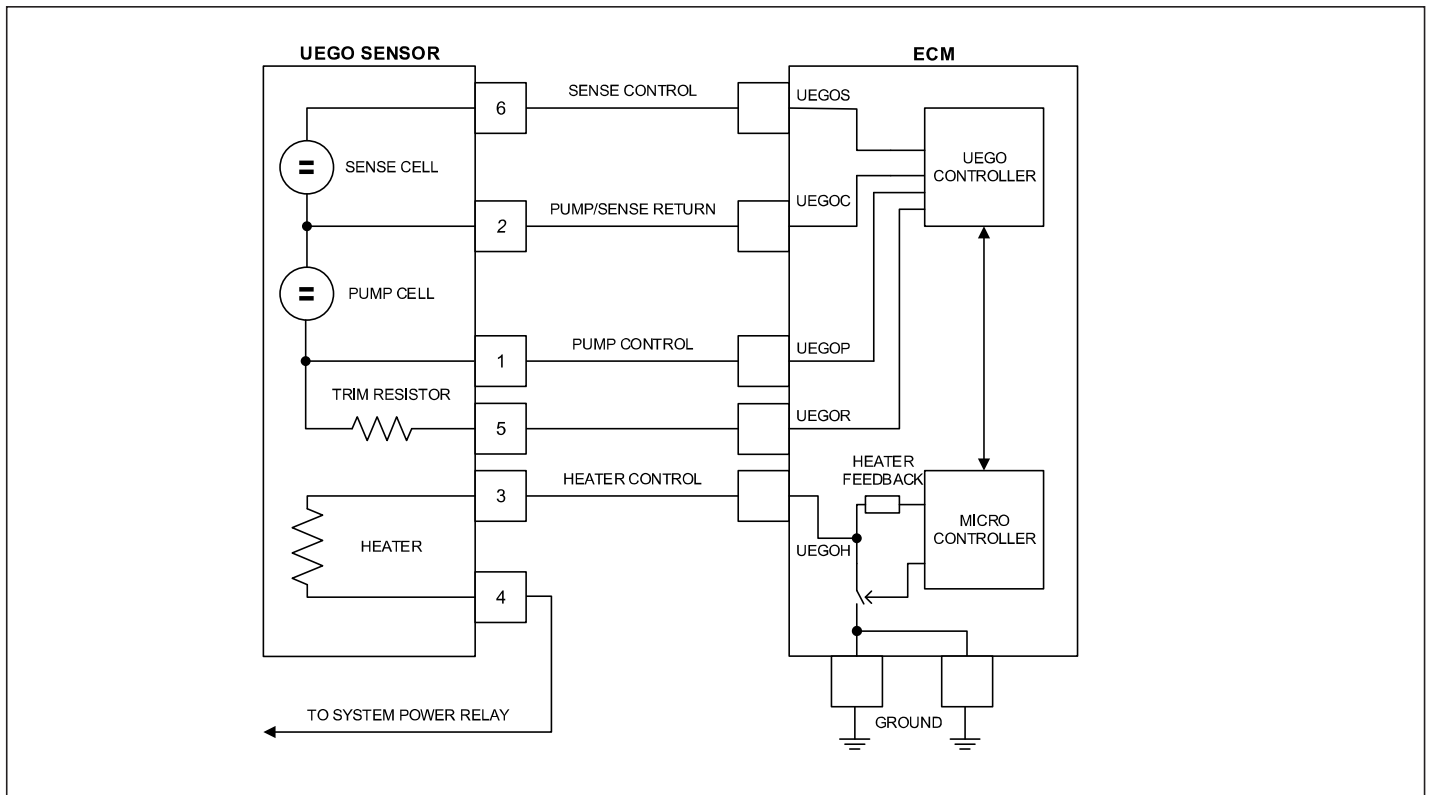 UEGO SENSOR
ECM
6
SENSE CONTROL
UEGOS
UEGO
CONTROLLER
SENSE CELL
2
PUMP/SENSE RETURN
UEGOC
PUMP CELL
1
PUMP CONTROL
UEGOP
TRIM RESISTOR
5
UEGOR
3
HEATER CONTROL
HEATER
FEEDBACK
MICRO
CONTROLLER
HEATER
UEGOH
4
TO SYSTEM POWER RELAY
GROUND